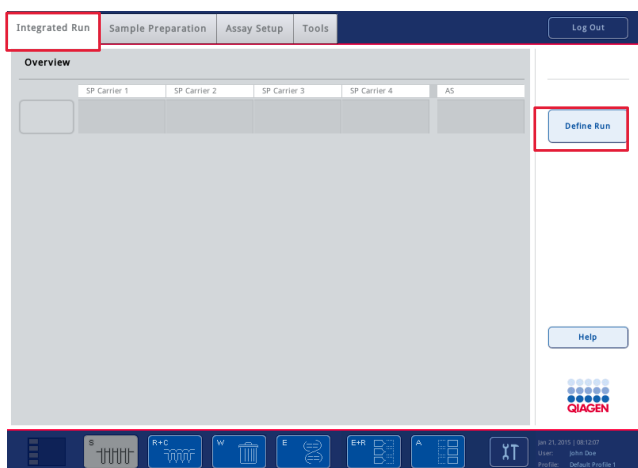 Integrated Run Sample Preparation Assay Setup Tools Log Out
Overview
SP Carrier 1 SP Carrier 2 SP Carrier 3 SP Carrier 4 AS
Define Run
Help
QIAGEN
S R+C W E E+R A
Jan 21, 2015 | 08:12:07
User: John Doe
Profile: Default Profile 1